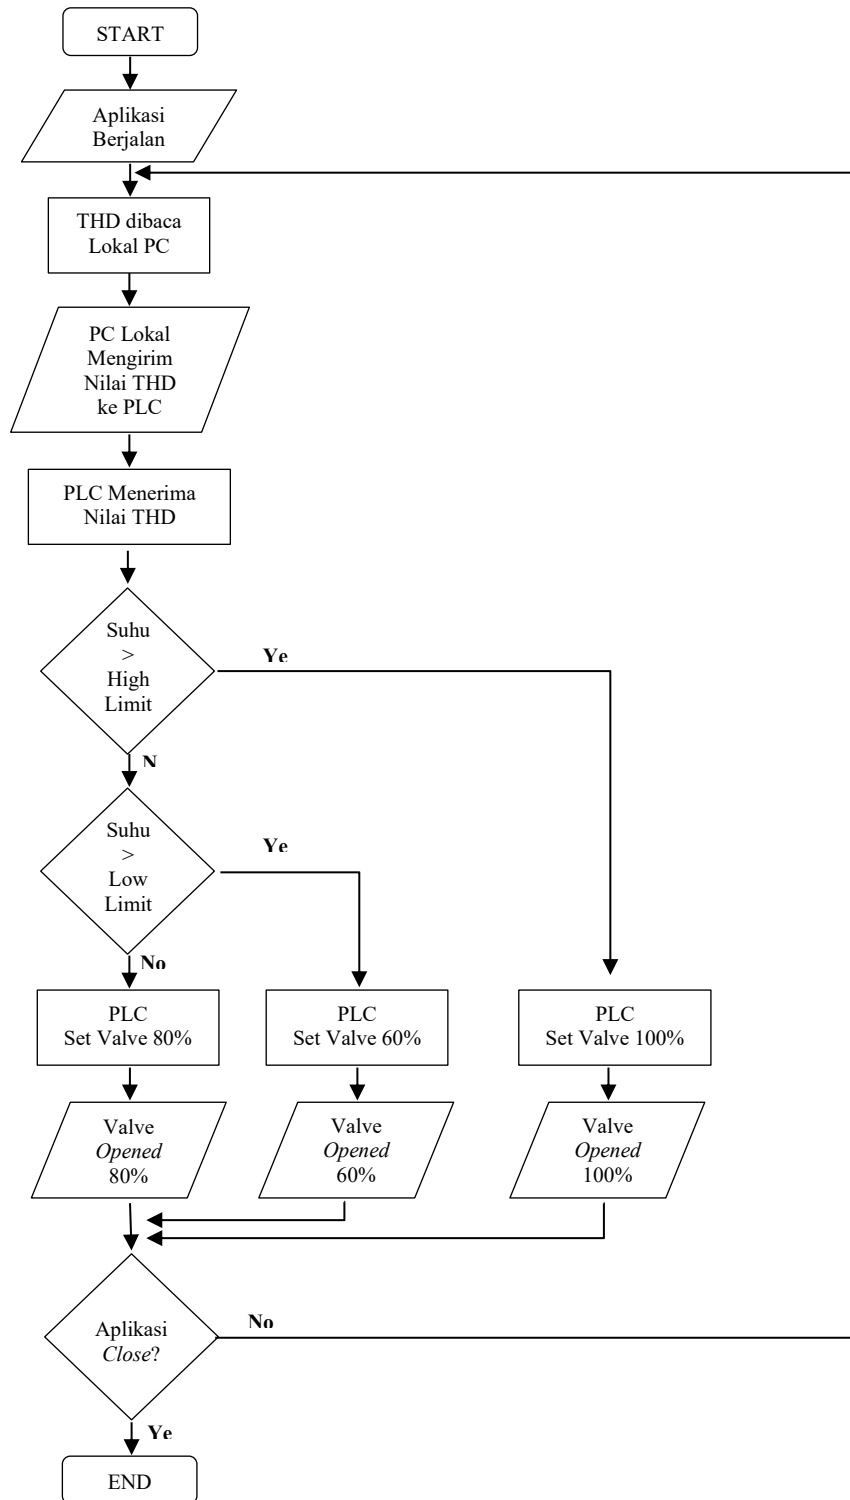 START
Aplikasi
Berjalan
THD dibaca
Lokal PC
PC Lokal
Mengirim
Nilai THD
ke PLC
PLC Menerima
Nilai THD
Suhu
>
High
Limit
Ye
N
Suhu
>
Low
Limit
Ye
No
PLC
Set Valve 80%
PLC
Set Valve 60%
PLC
Set Valve 100%
Valve
Opened
80%
Valve
Opened
60%
Valve
Opened
100%
Aplikasi
Close?
No
Ye
END